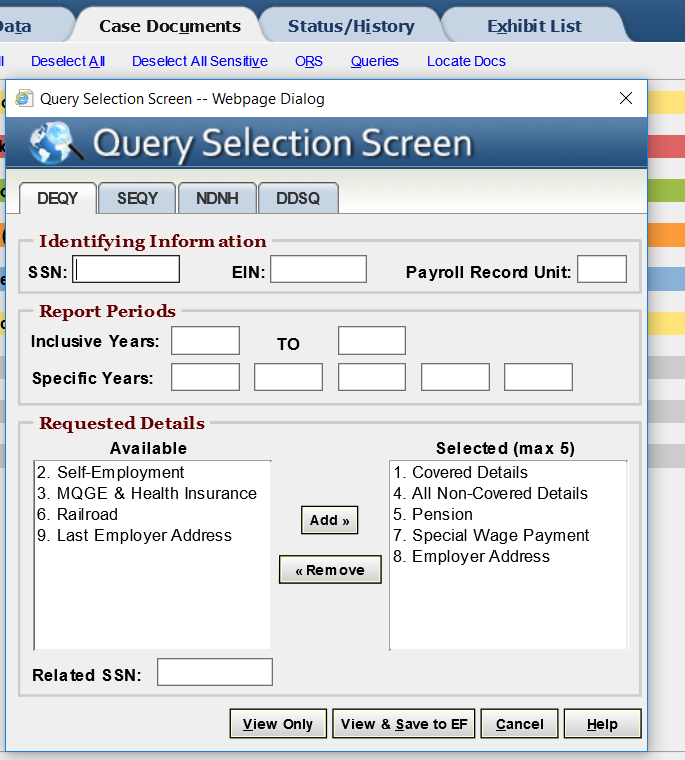 Case Documents Status/History Exhibit List
Deselect All Deselect All Sensitive ORS Queries Locate Docs
Query Selection Screen -- Webpage Dialog
Query Selection Screen
DEQY SEQY NDNH DDSQ
Identifying Information
SSN: EIN: Payroll Record Unit:
Report Periods
Inclusive Years: TO
Specific Years:
Requested Details
Available
2. Self-Employment
3. MQGE & Health Insurance
6. Railroad
9. Last Employer Address
Add »
« Remove
Selected (max 5)
1. Covered Details
4. All Non-Covered Details
5. Pension
7. Special Wage Payment
8. Employer Address
Related SSN:
View Only View & Save to EF Cancel Help